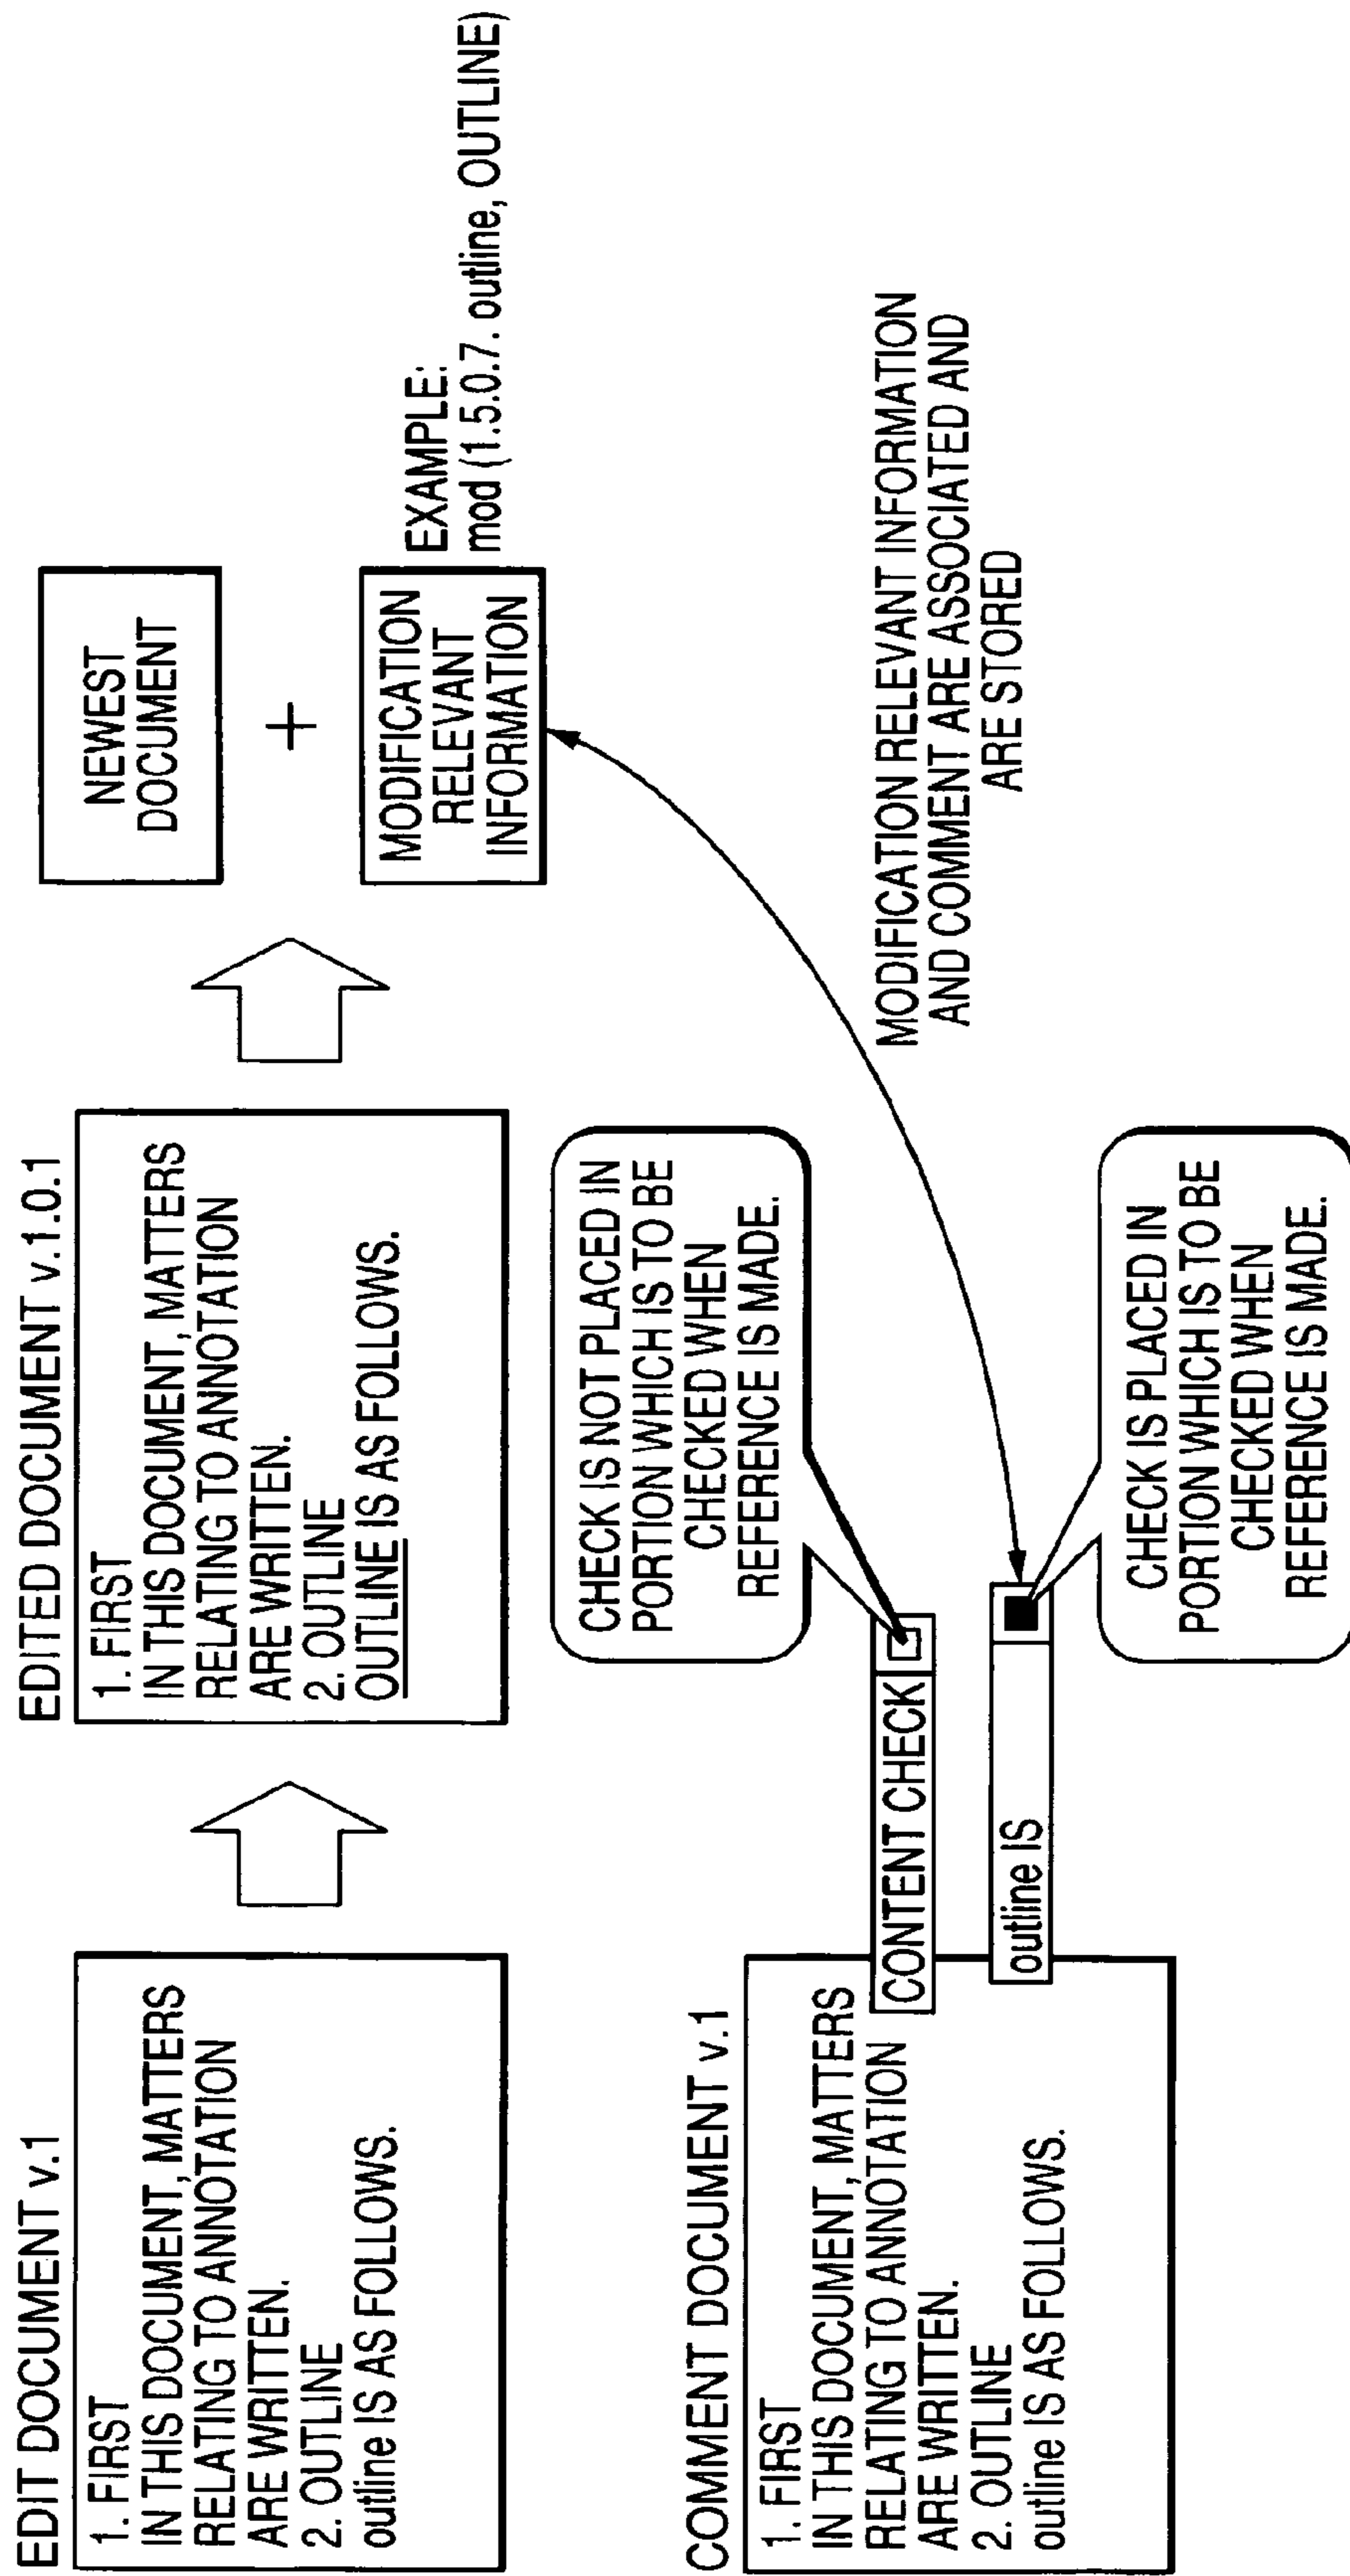 EDIT DOCUMENT v.1
1. FIRST
IN THIS DOCUMENT, MATTERS
RELATING TO ANNOTATION
ARE WRITTEN.
2. OUTLINE
outline IS AS FOLLOWS.
EDITED DOCUMENT v.1.0.1
1. FIRST
IN THIS DOCUMENT, MATTERS
RELATING TO ANNOTATION
ARE WRITTEN.
2. OUTLINE
OUTLINE IS AS FOLLOWS.
NEWEST
DOCUMENT
+
MODIFICATION
RELEVANT
INFORMATION
EXAMPLE:
mod (1.5.0.7. outline, OUTLINE)
COMMENT DOCUMENT v.1
1. FIRST
IN THIS DOCUMENT, MATTERS
RELATING TO ANNOTATION
ARE WRITTEN.
2. OUTLINE
outline IS AS FOLLOWS.
CONTENT CHECK
outline IS
CHECK IS NOT PLACED IN
PORTION WHICH IS TO BE
CHECKED WHEN
REFERENCE IS MADE.
CHECK IS PLACED IN
PORTION WHICH IS TO BE
CHECKED WHEN
REFERENCE IS MADE.
MODIFICATION RELEVANT INFORMATION
AND COMMENT ARE ASSOCIATED AND
ARE STORED